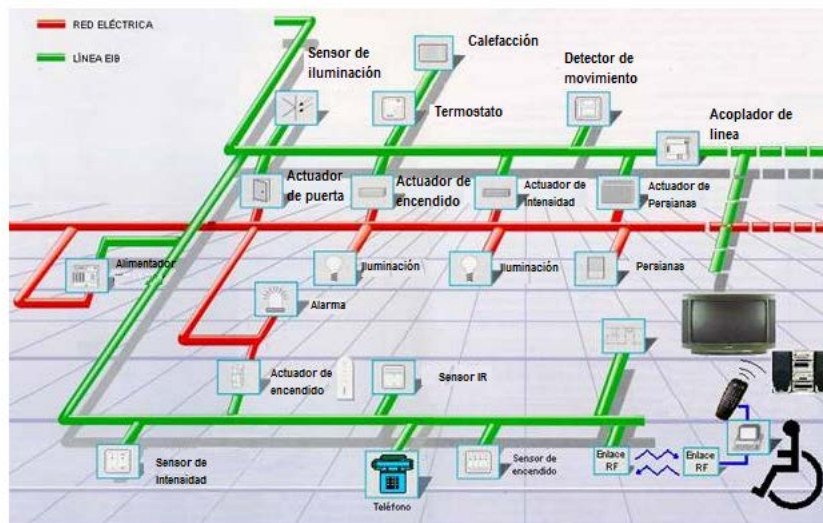 RED ELÉCTRICA
LÍNEA EIB
Sensor de
iluminación
Calefacción
Termostato
Detector de
movimiento
Acoplador de
linea
Actuador
de puerta
Actuador de
encendido
Actuador de
Intensidad
Actuador de
Persianas
Alimentador
Iluminación
Iluminación
Persianas
Alarma
Actuador de
encendido
Sensor IR
Sensor de
Intensidad
Teléfono
Sensor de
encendido
Enlace
RF
Enlace
RF